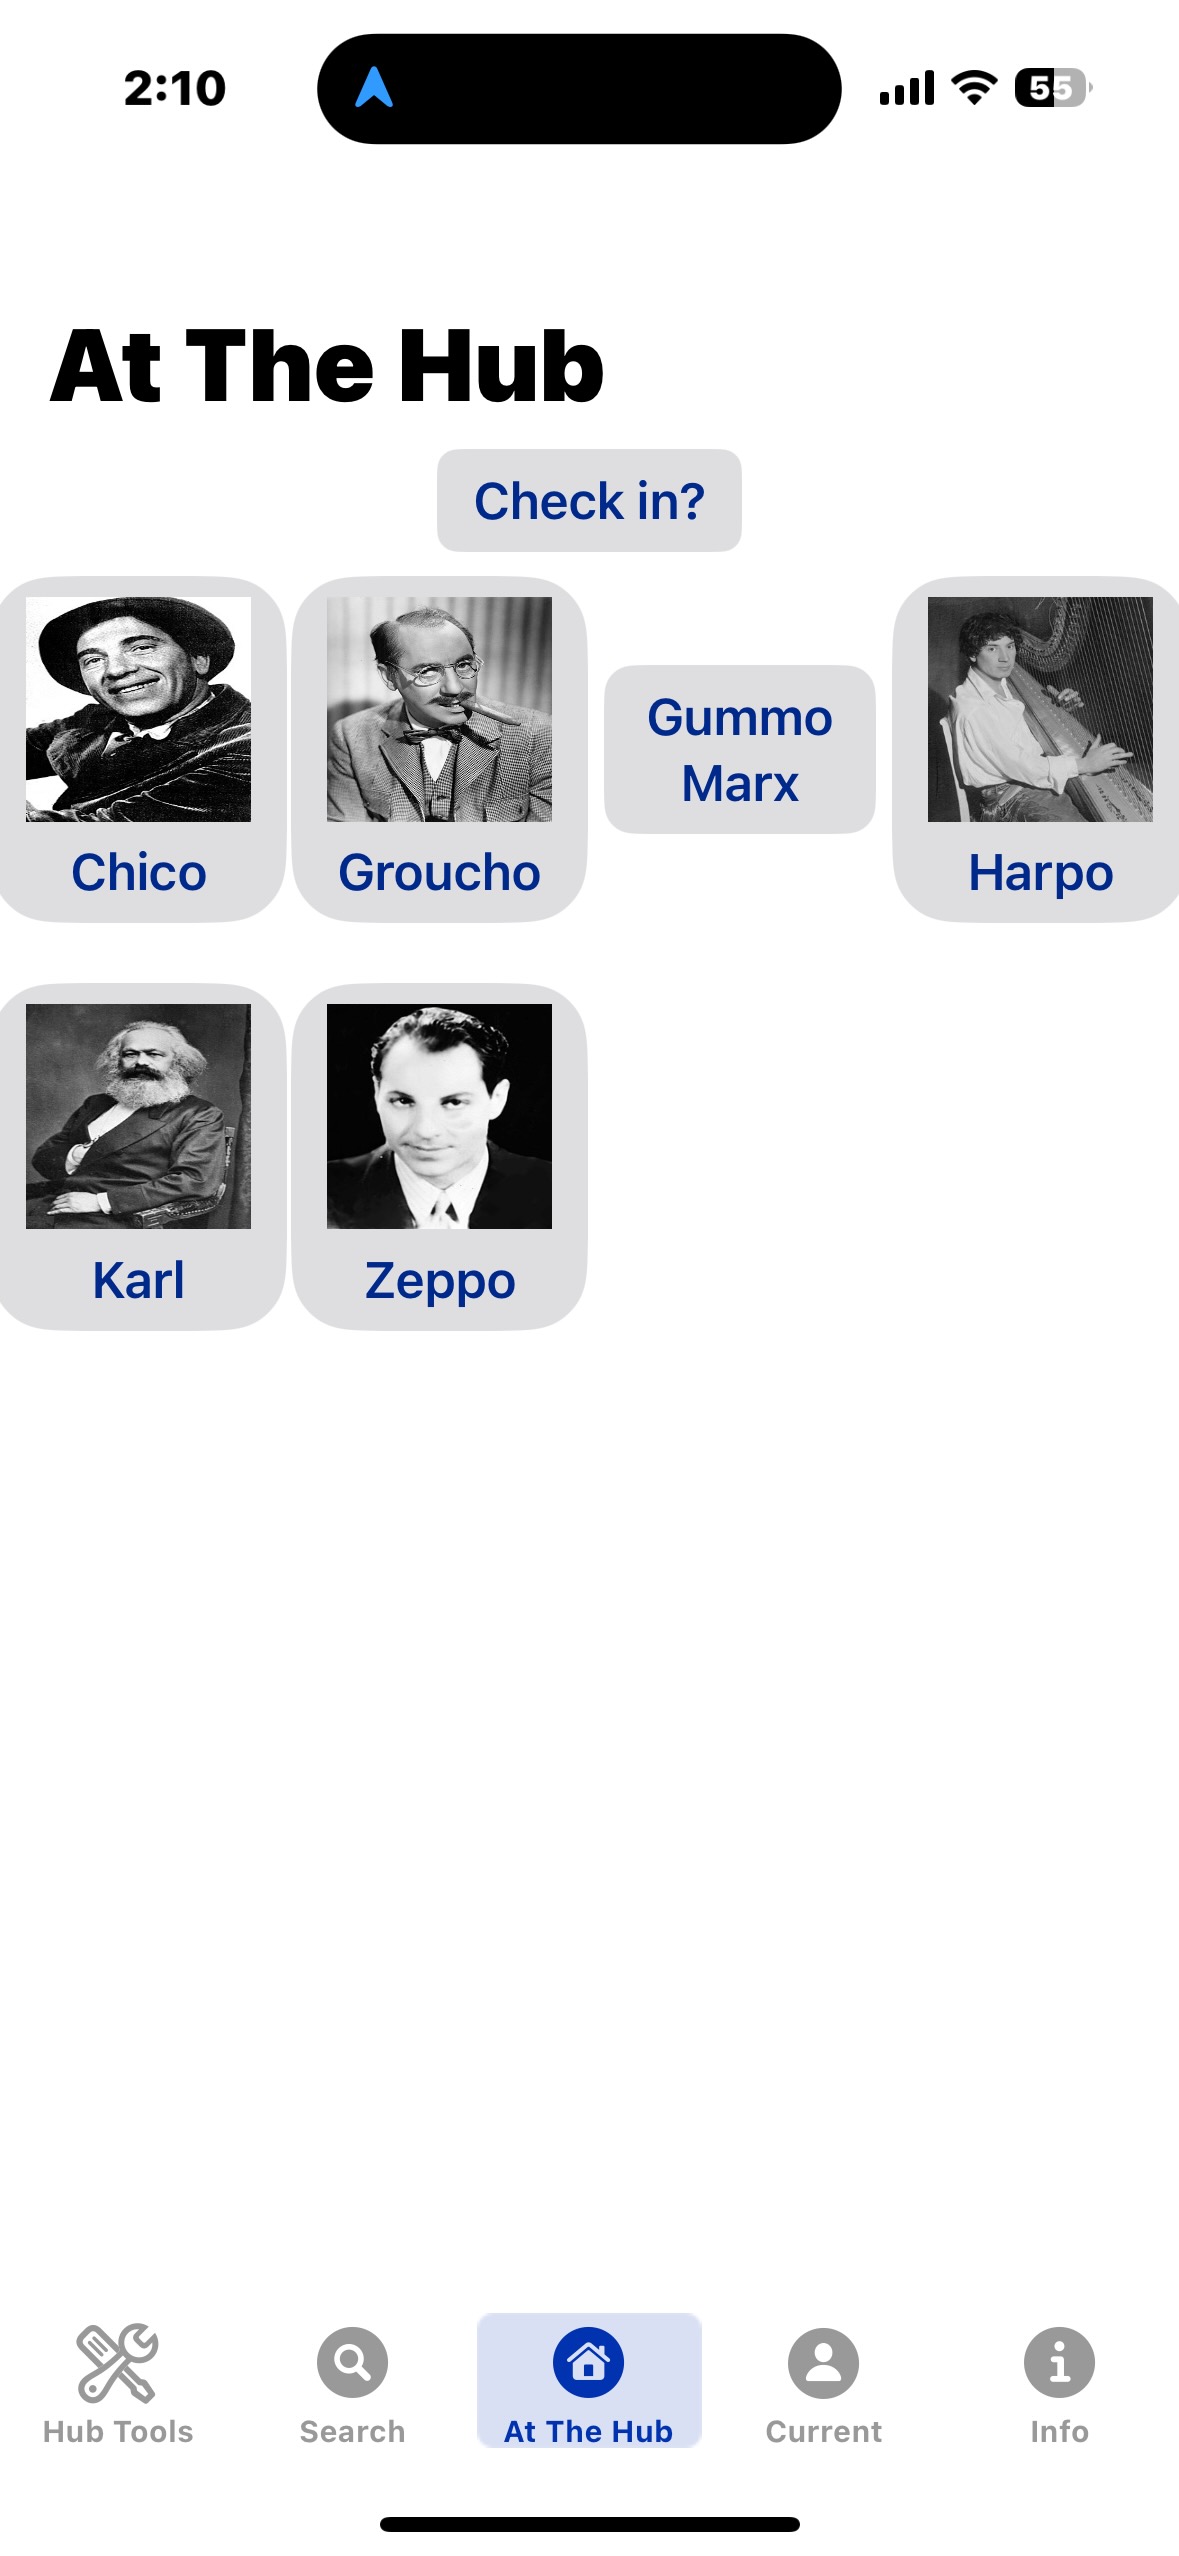 2:10
55
At The Hub
Check in?
Chico
Groucho
Gummo
Marx
Harpo
Karl
Zeppo
Hub Tools
Search
At The Hub
Current
Info